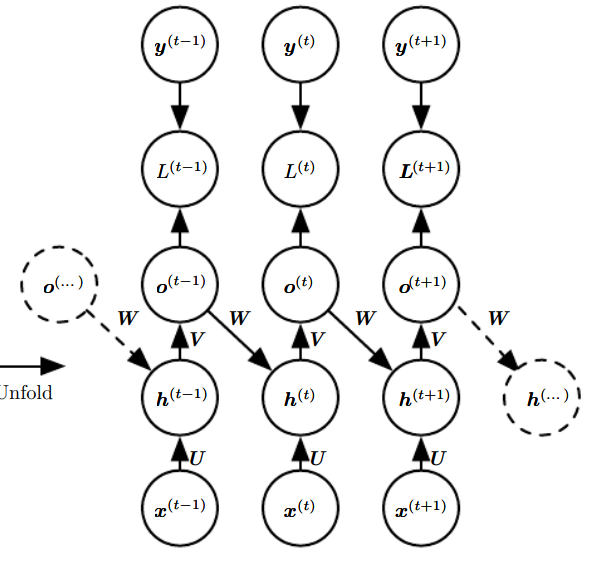 y^(t−1) y^(t) y^(t+1)
L^(t−1) L^(t) L^(t+1)
o^(...) o^(t−1) o^(t) o^(t+1)
W W W W
V V V
Unfold
h^(t−1) h^(t) h^(t+1) h^(...)
U U U
x^(t−1) x^(t) x^(t+1)